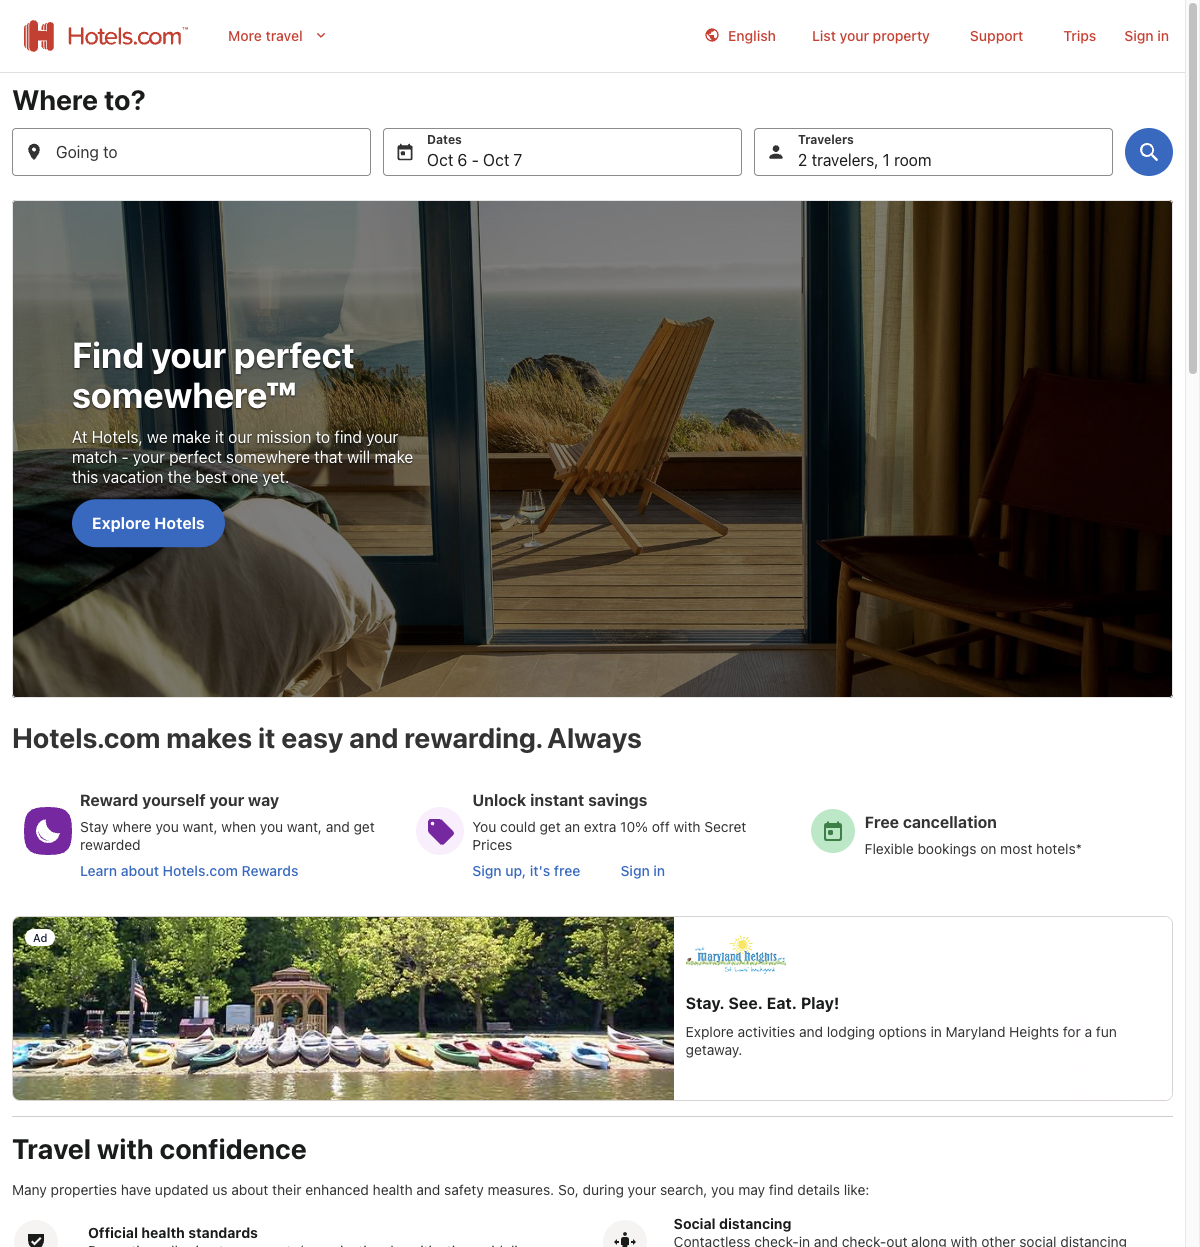 Hotels.com™
More travel
English
List your property
Support
Trips
Sign in
Where to?
Going to
Dates
Oct 6 - Oct 7
Travelers
2 travelers, 1 room
Find your perfect
somewhere™
At Hotels, we make it our mission to find your
match - your perfect somewhere that will make
this vacation the best one yet.
Explore Hotels
Hotels.com makes it easy and rewarding. Always
Reward yourself your way
Stay where you want, when you want, and get
rewarded
Learn about Hotels.com Rewards
Unlock instant savings
You could get an extra 10% off with Secret
Prices
Sign up, it's free
Sign in
Free cancellation
Flexible bookings on most hotels*
Ad
Maryland Heights
St. Louis' backyard
Stay. See. Eat. Play!
Explore activities and lodging options in Maryland Heights for a fun
getaway.
Travel with confidence
Many properties have updated us about their enhanced health and safety measures. So, during your search, you may find details like:
Official health standards
Social distancing
Contactless check-in and check-out along with other social distancing